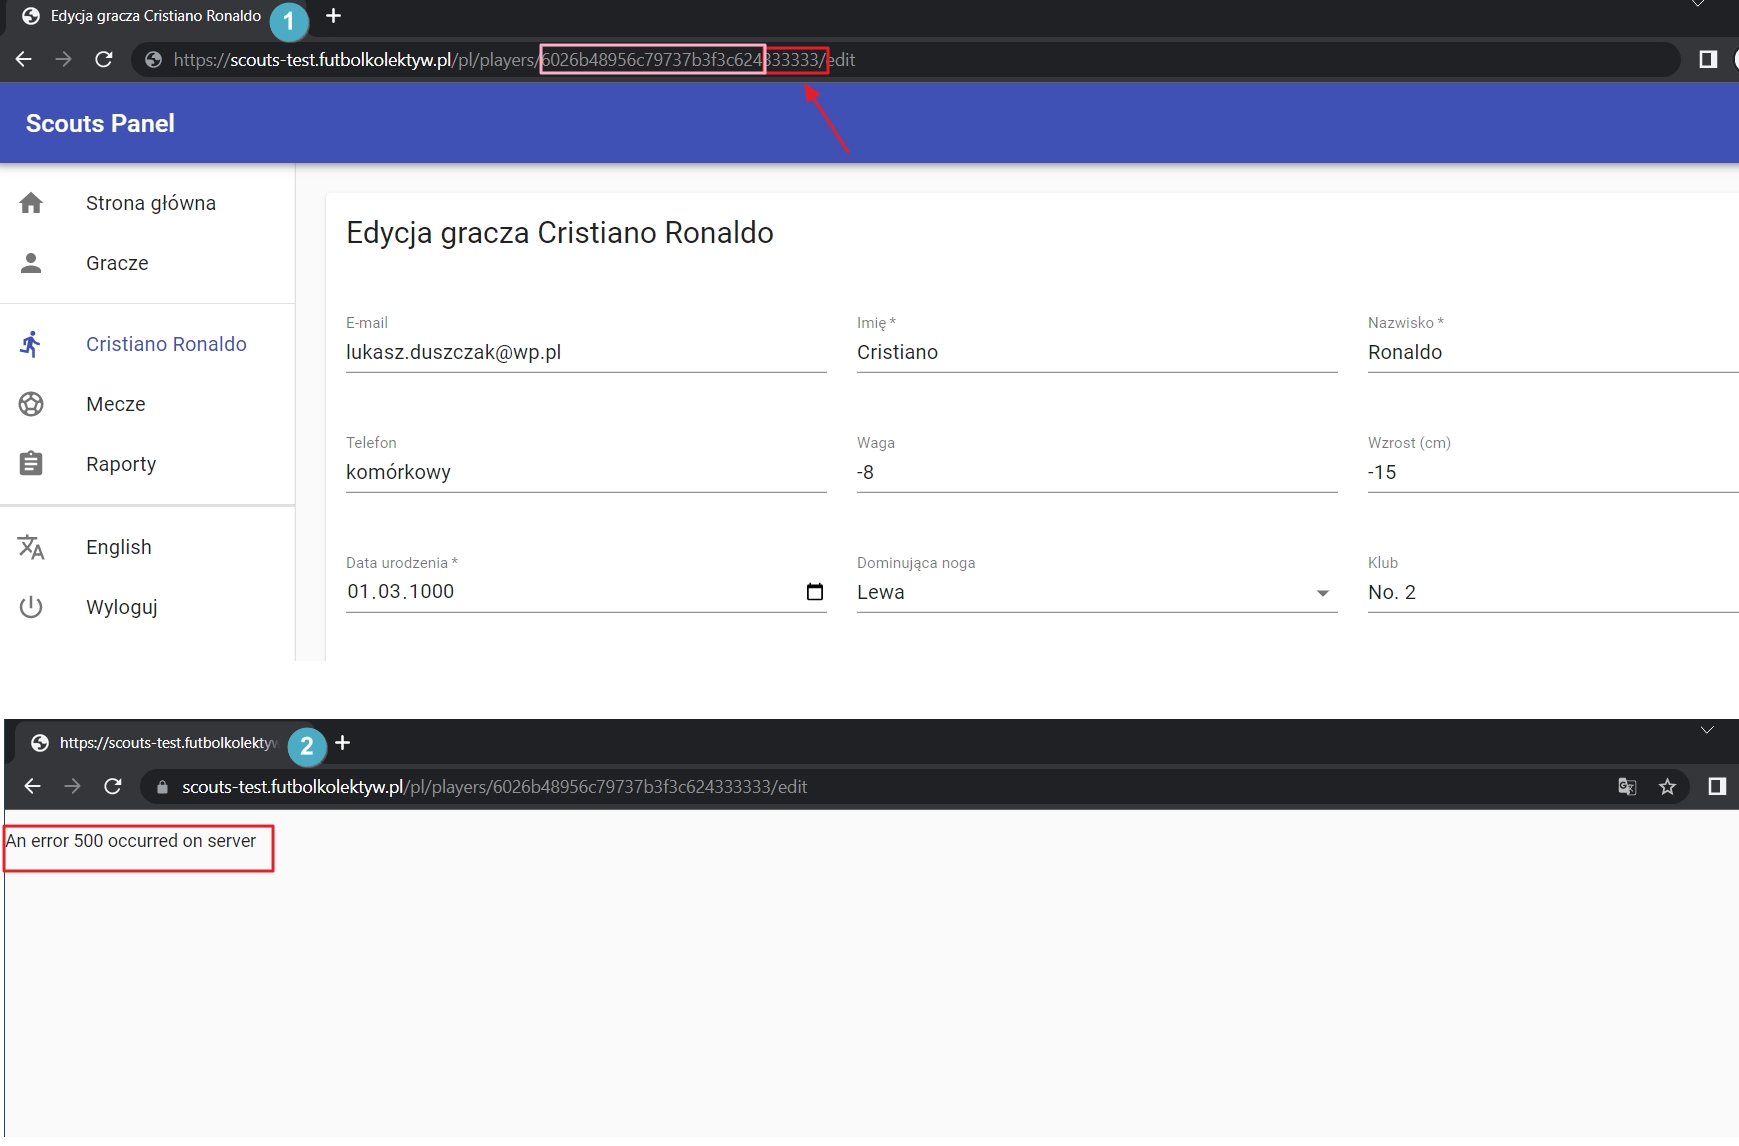 Edycja gracza Cristiano Ronaldo
1
https://scouts-test.futbolkolektyw.pl/pl/players/6026b48956c79737b3f3c624333333/edit
Scouts Panel
Strona główna
Gracze
Cristiano Ronaldo
Mecze
Raporty
English
Wyloguj
Edycja gracza Cristiano Ronaldo
E-mail
lukasz.duszczak@wp.pl
Imię *
Cristiano
Nazwisko *
Ronaldo
Telefon
komórkowy
Waga
-8
Wzrost (cm)
-15
Data urodzenia *
01.03.1000
Dominująca noga
Lewa
Klub
No. 2
https://scouts-test.futbolkolektyw
2
scouts-test.futbolkolektyw.pl/pl/players/6026b48956c79737b3f3c624333333/edit
An error 500 occurred on server